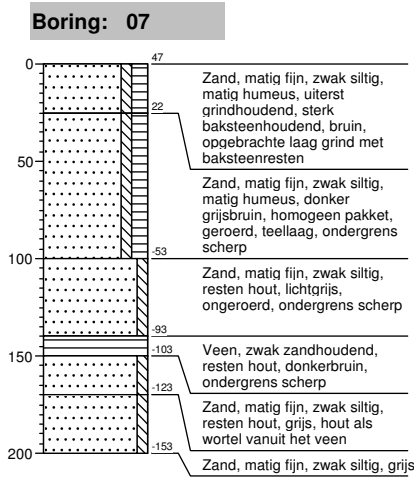 Boring: 07
0
50
100
150
200
47
22
-53
-93
-103
-123
-153
Zand, matig fijn, zwak siltig,
matig humeus, uiterst
grindhoudend, sterk
baksteenhoudend, bruin,
opgebrachte laag grind met
baksteenresten
Zand, matig fijn, zwak siltig,
matig humeus, donker
grijsbruin, homogeen pakket,
geroerd, teellaag, ondergrens
scherp
Zand, matig fijn, zwak siltig,
resten hout, lichtgrijs,
ongeroerd, ondergrens scherp
Veen, zwak zandhoudend,
resten hout, donkerbruin,
ondergrens scherp
Zand, matig fijn, zwak siltig,
resten hout, grijs, hout als
wortel vanuit het veen
Zand, matig fijn, zwak siltig, grijs